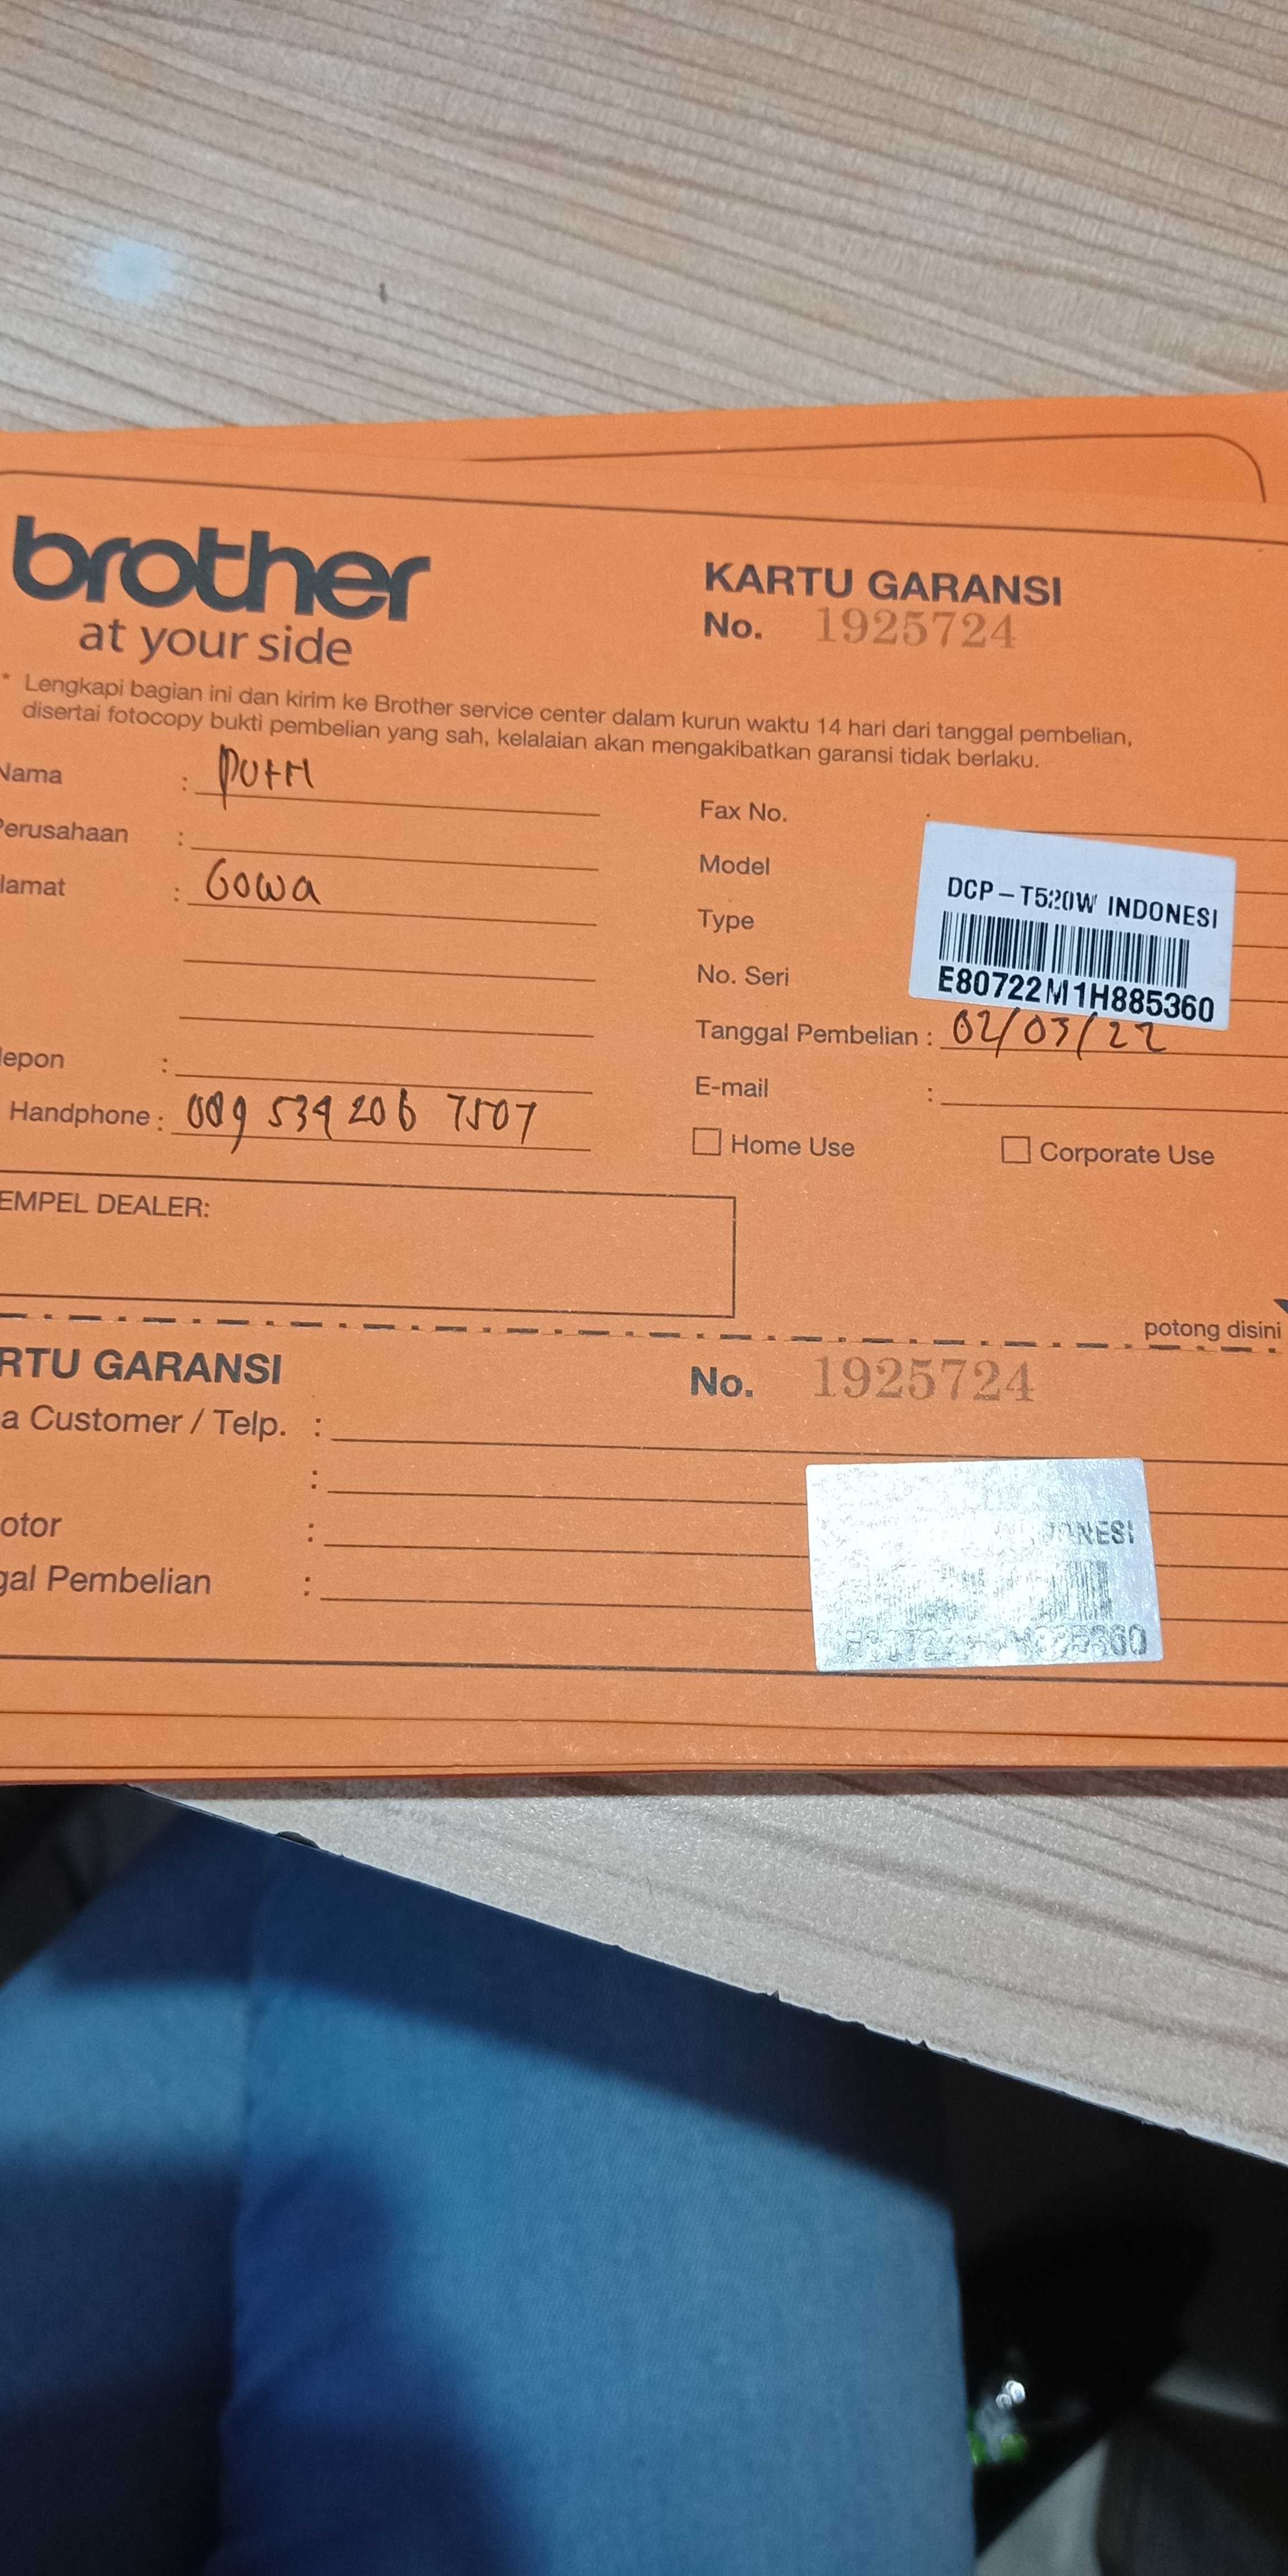 brother
at your side
KARTU GARANSI
No. 1925724
* Lengkapi bagian ini dan kirim ke Brother service center dalam kurun waktu 14 hari dari tanggal pembelian,
disertai fotocopy bukti pembelian yang sah, kelalaian akan mengakibatkan garansi tidak berlaku.
Nama :
Perusahaan :
lamat : Gowa
lepon :
Handphone : 089 534 206 7507
Fax No. :
Model
Type
No. Seri
DCP-T520W INDONESI
E80722M1H885360
Tanggal Pembelian : 02/03/22
E-mail :
Home Use
Corporate Use
EMPEL DEALER:
potong disini
RTU GARANSI
No. 1925724
a Customer / Telp. :
:
otor :
gal Pembelian :